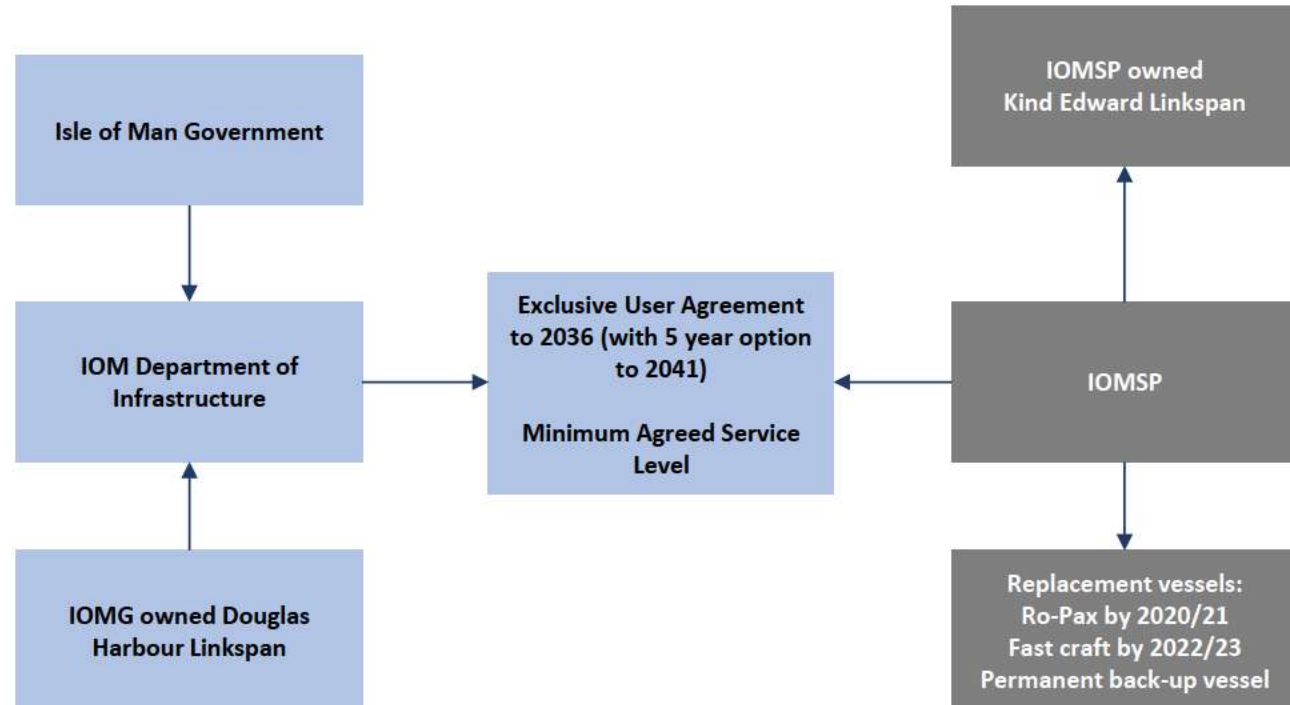 Isle of Man Government
IOM Department of
Infrastructure
IOMG owned Douglas
Harbour Linkspan
Exclusive User Agreement
to 2036 (with 5 year option
to 2041)
Minimum Agreed Service
Level
IOMSP owned
Kind Edward Linkspan
IOMSP
Replacement vessels:
Ro-Pax by 2020/21
Fast craft by 2022/23
Permanent back-up vessel